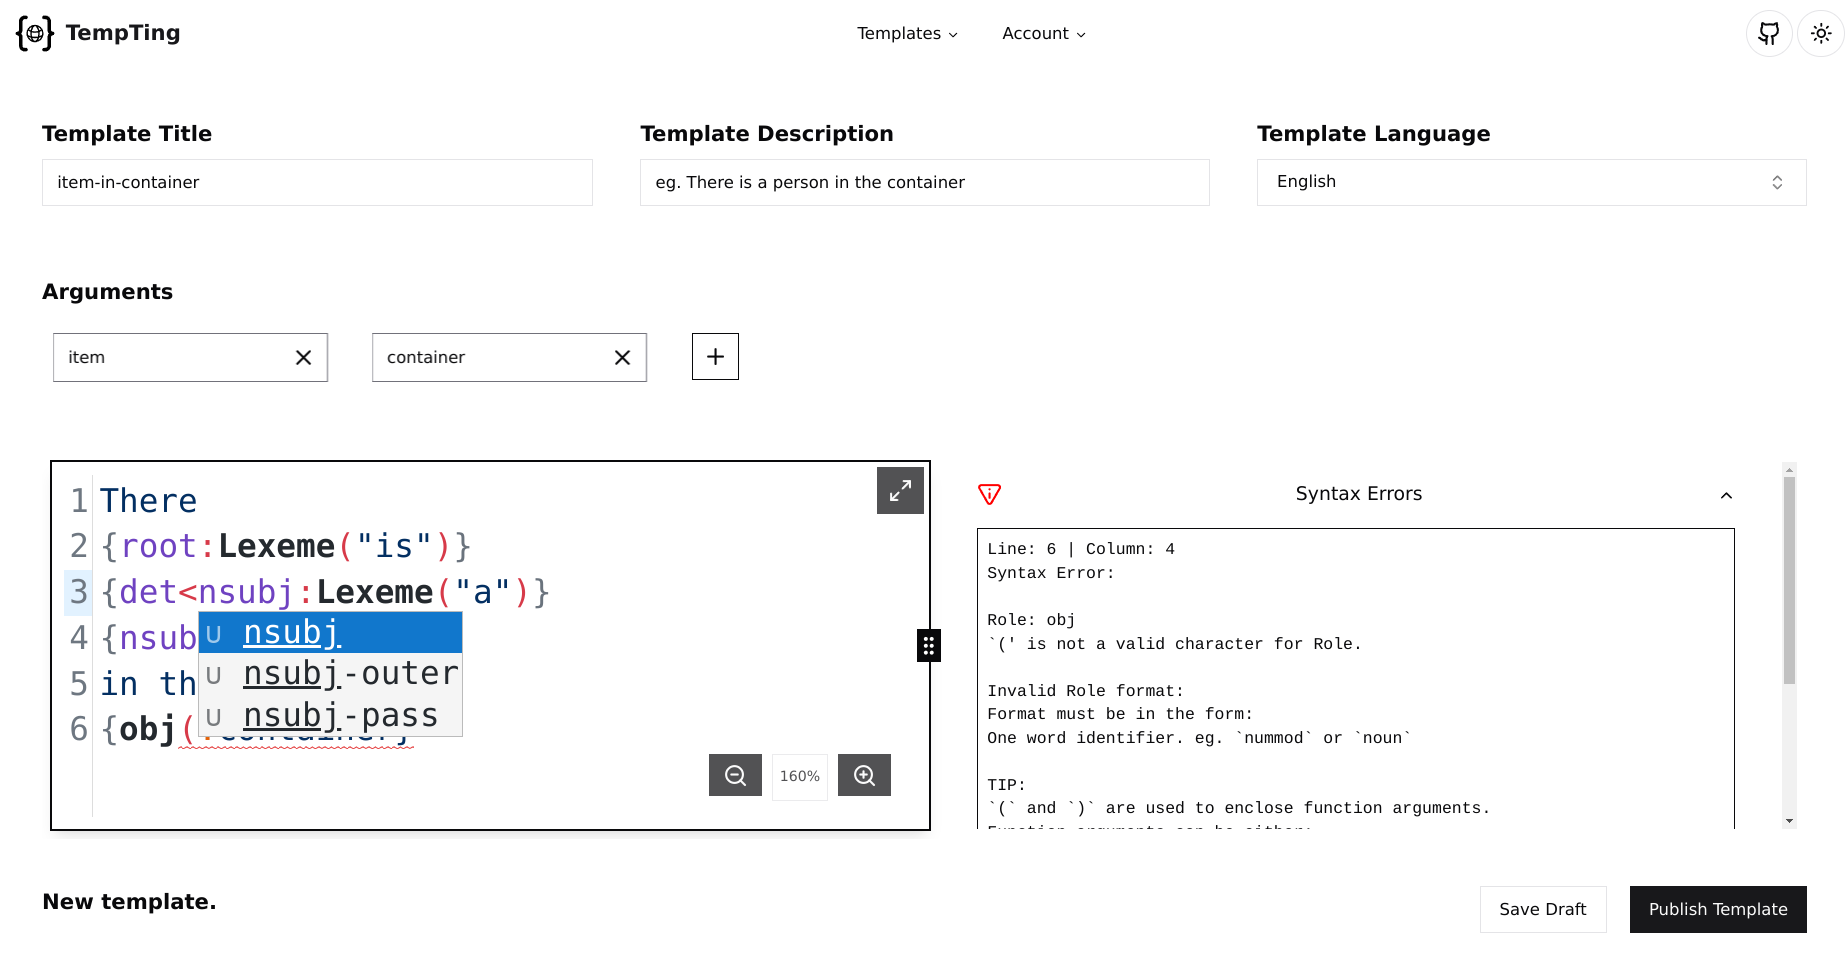 TempTing
Templates
Account
Template Title
Template Description
Template Language
item-in-container
eg. There is a person in the container
English
Arguments
item
container
1 There
2 {root:Lexeme("is")}
3 {det<nsubj:Lexeme("a")}
4 {nsub
5 in th
6 {obj(:container}
nsubj
nsubj-outer
nsubj-pass
160%
Syntax Errors
Line: 6 | Column: 4
Syntax Error:
Role: obj
`(' is not a valid character for Role.
Invalid Role format:
Format must be in the form:
One word identifier. eg. `nummod` or `noun`
TIP:
`(` and `)` are used to enclose function arguments.
New template.
Save Draft
Publish Template